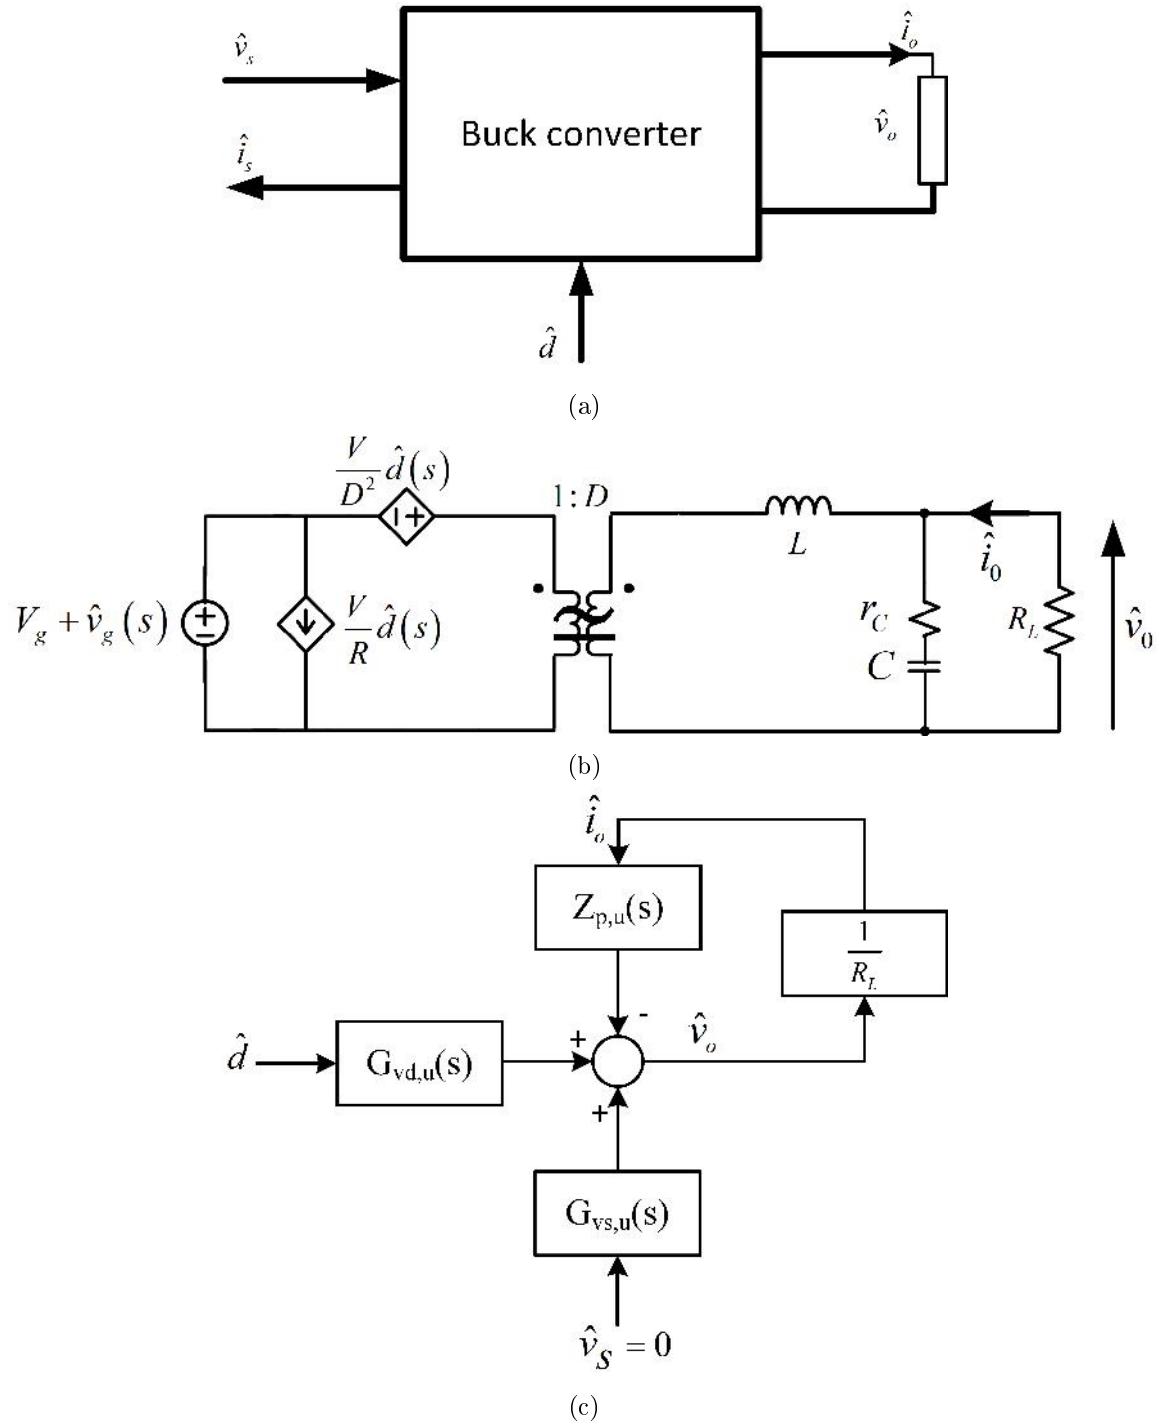 v̂s
îs
Buck converter
îo
v̂o
d̂
(a)
V/D² d̂(s)
1:D
L
î0
Vg + v̂g(s)
V/R d̂(s)
rC
C
RL
v̂0
(b)
îo
Zp,u(s)
1/RL
-
v̂o
d̂
Gvd,u(s)
+
+
Gvs,u(s)
v̂S = 0
(c)